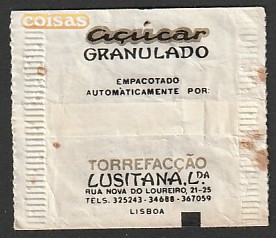 coisas
açúcar
GRANULADO
EMPACOTADO
AUTOMÀTICAMENTE POR:
TORREFACÇÃO
LUSITANA, L.DA
RUA NOVA DO LOUREIRO, 21-25
TELS. 325243 - 34688 - 367059
LISBOA